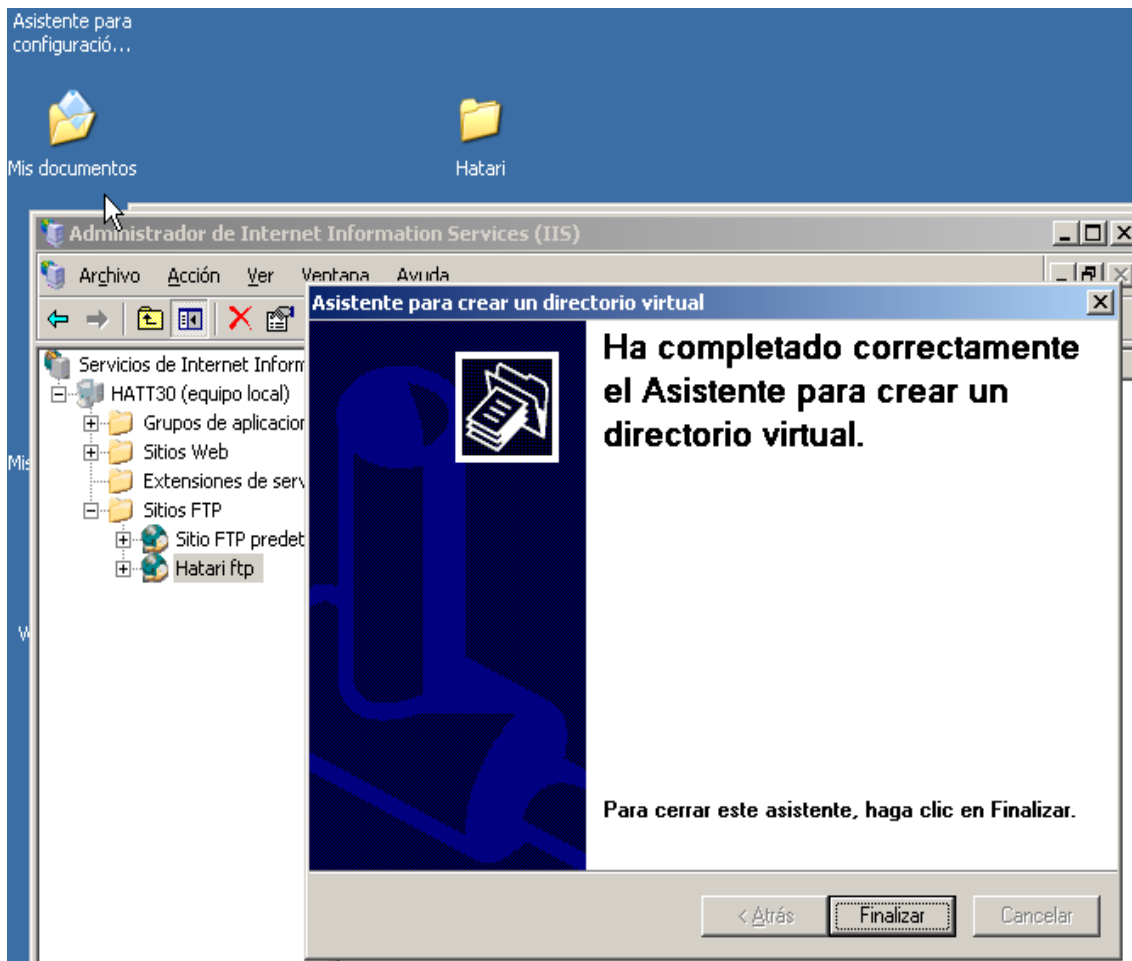 Asistente para
configuració...
Mis documentos
Hatari
Administrador de Internet Information Services (IIS)
Archivo Acción Ver Ventana Ayuda
Asistente para crear un directorio virtual
Servicios de Internet Inform
HATT30 (equipo local)
Grupos de aplicacion
Sitios Web
Extensiones de serv
Sitios FTP
Sitio FTP predet
Hatari ftp
Mis
W
Ha completado correctamente
el Asistente para crear un
directorio virtual.
Para cerrar este asistente, haga clic en Finalizar.
< Atrás Finalizar Cancelar